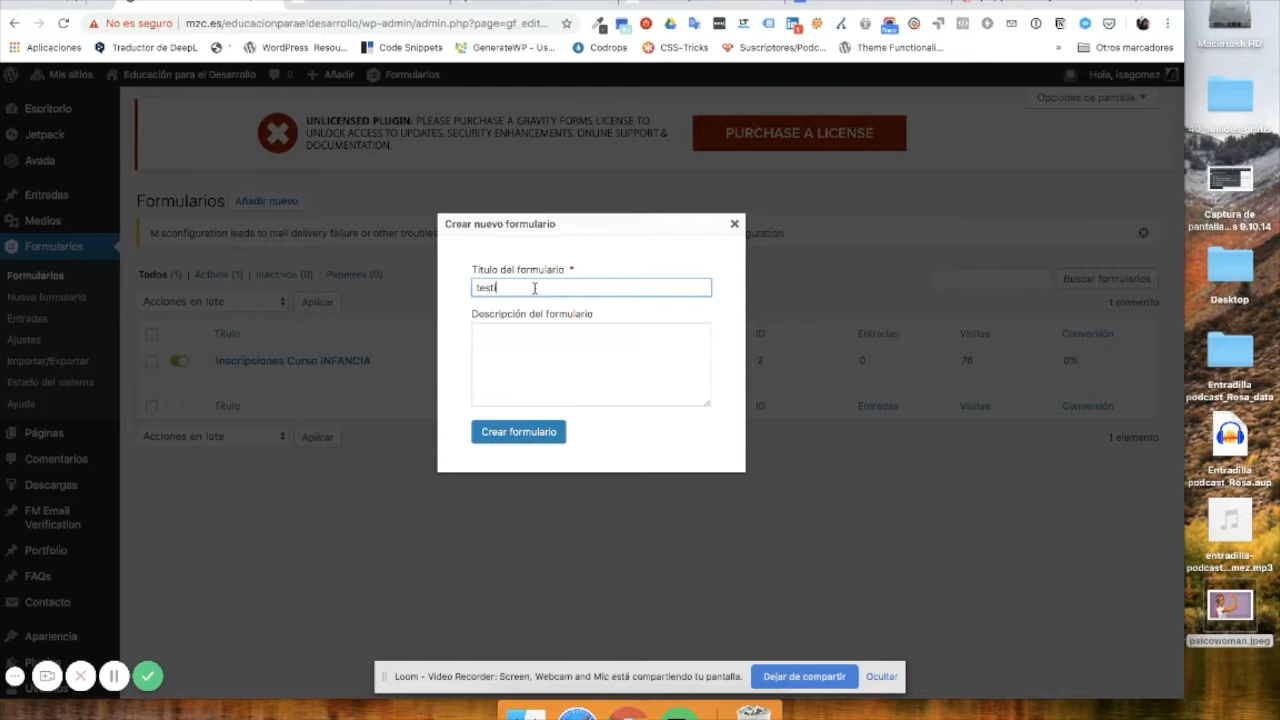 No es seguro
mzc.es/educacionparaeldesarrollo/wp-admin/admin.php?page=gf_edit...
Aplicaciones
Traductor de DeepL
WordPress Resou...
Code Snippets
GenerateWP - Us...
Codrops
CSS-Tricks
Suscriptores/Podc...
Theme Functionali...
»
Otros marcadores
New
Mis sitios
Educación para el Desarrollo
0
Añadir
Formularios
Hola, isagomez
Opciones de pantalla
Escritorio
Jetpack
Avada
Entradas
Medios
Formularios
Formularios
Nuevo formulario
Entradas
Ajustes
Importar/Exportar
Estado del sistema
Ayuda
Páginas
Comentarios
Descargas
FM Email
Verification
Portfolio
FAQs
Contacto
Apariencia
UNLICENSED PLUGIN: PLEASE PURCHASE A GRAVITY FORMS LICENSE TO
UNLOCK ACCESS TO UPDATES, SECURITY ENHANCEMENTS, ONLINE SUPPORT &
DOCUMENTATION.
PURCHASE A LICENSE
Formularios
Añadir nuevo
Misconfiguration leads to mail delivery failure or other trouble
Todos (1) | Activos (1) | Inactivos (0) | Papelera (0)
Buscar formularios
Acciones en lote
Aplicar
1 elemento
Título
ID
Entradas
Visitas
Conversión
Inscripciones Curso INFANCIA
2
0
76
0%
Título
ID
Entradas
Visitas
Conversión
Acciones en lote
Aplicar
1 elemento
Crear nuevo formulario
Título del formulario *
testi
Descripción del formulario
Crear formulario
Loom - Video Recorder: Screen, Webcam and Mic está compartiendo tu pantalla.
Dejar de compartir
Ocultar
Macintosh HD
Captura de
pantalla...s 9.10.14
Desktop
Entradilla
podcast_Rosa_data
Entradilla
podcast_Rosa.aup
entradilla-
podcast...mez.mp3
psicowoman.jpeg